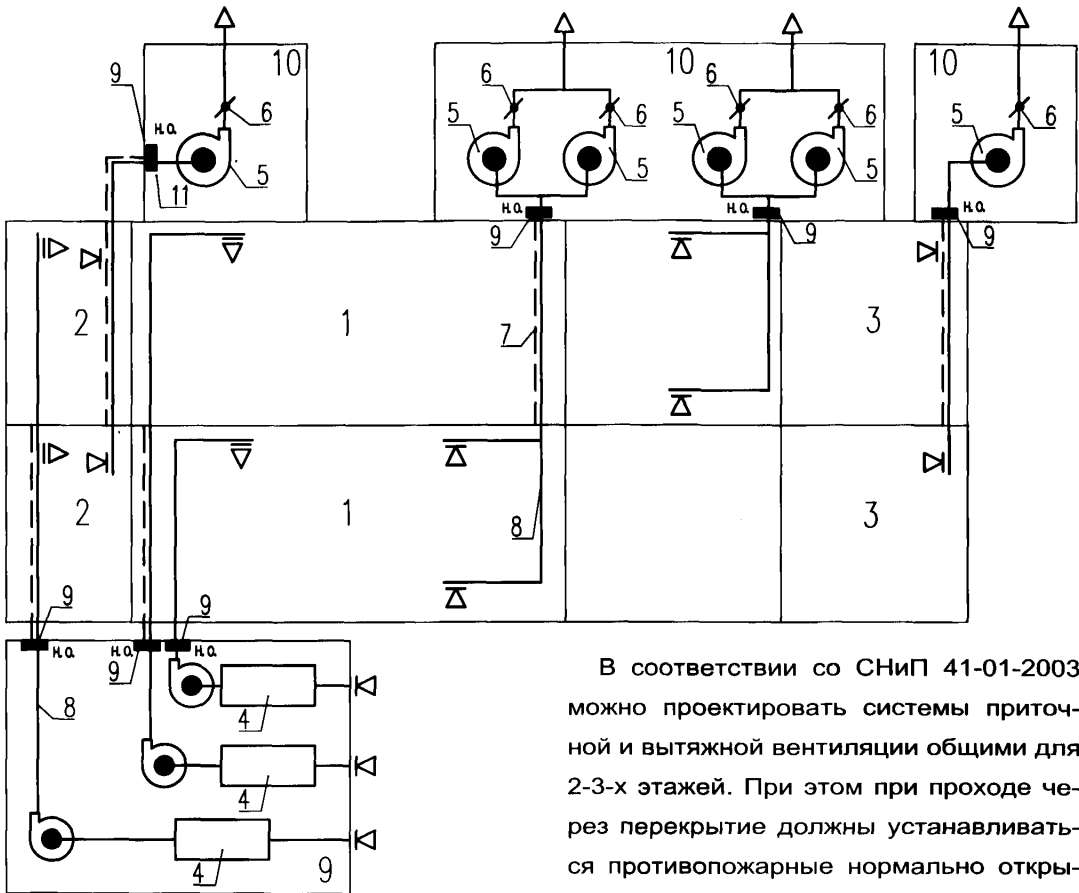 10
10
10
9
н.а
6
5
11
6
6
5
5
н.а
9
6
6
5
5
н.а
9
6
5
н.а
9
2
1
7
3
2
1
8
3
9
н.а
н.а
9
9
н.а
8
4
4
4
9
В соответствии со СНиП 41-01-2003
можно проектировать системы приточ-
ной и вытяжной вентиляции общими для
2-3-х этажей. При этом при проходе че-
рез перекрытие должны устанавливать-
ся противопожарные нормально откры-